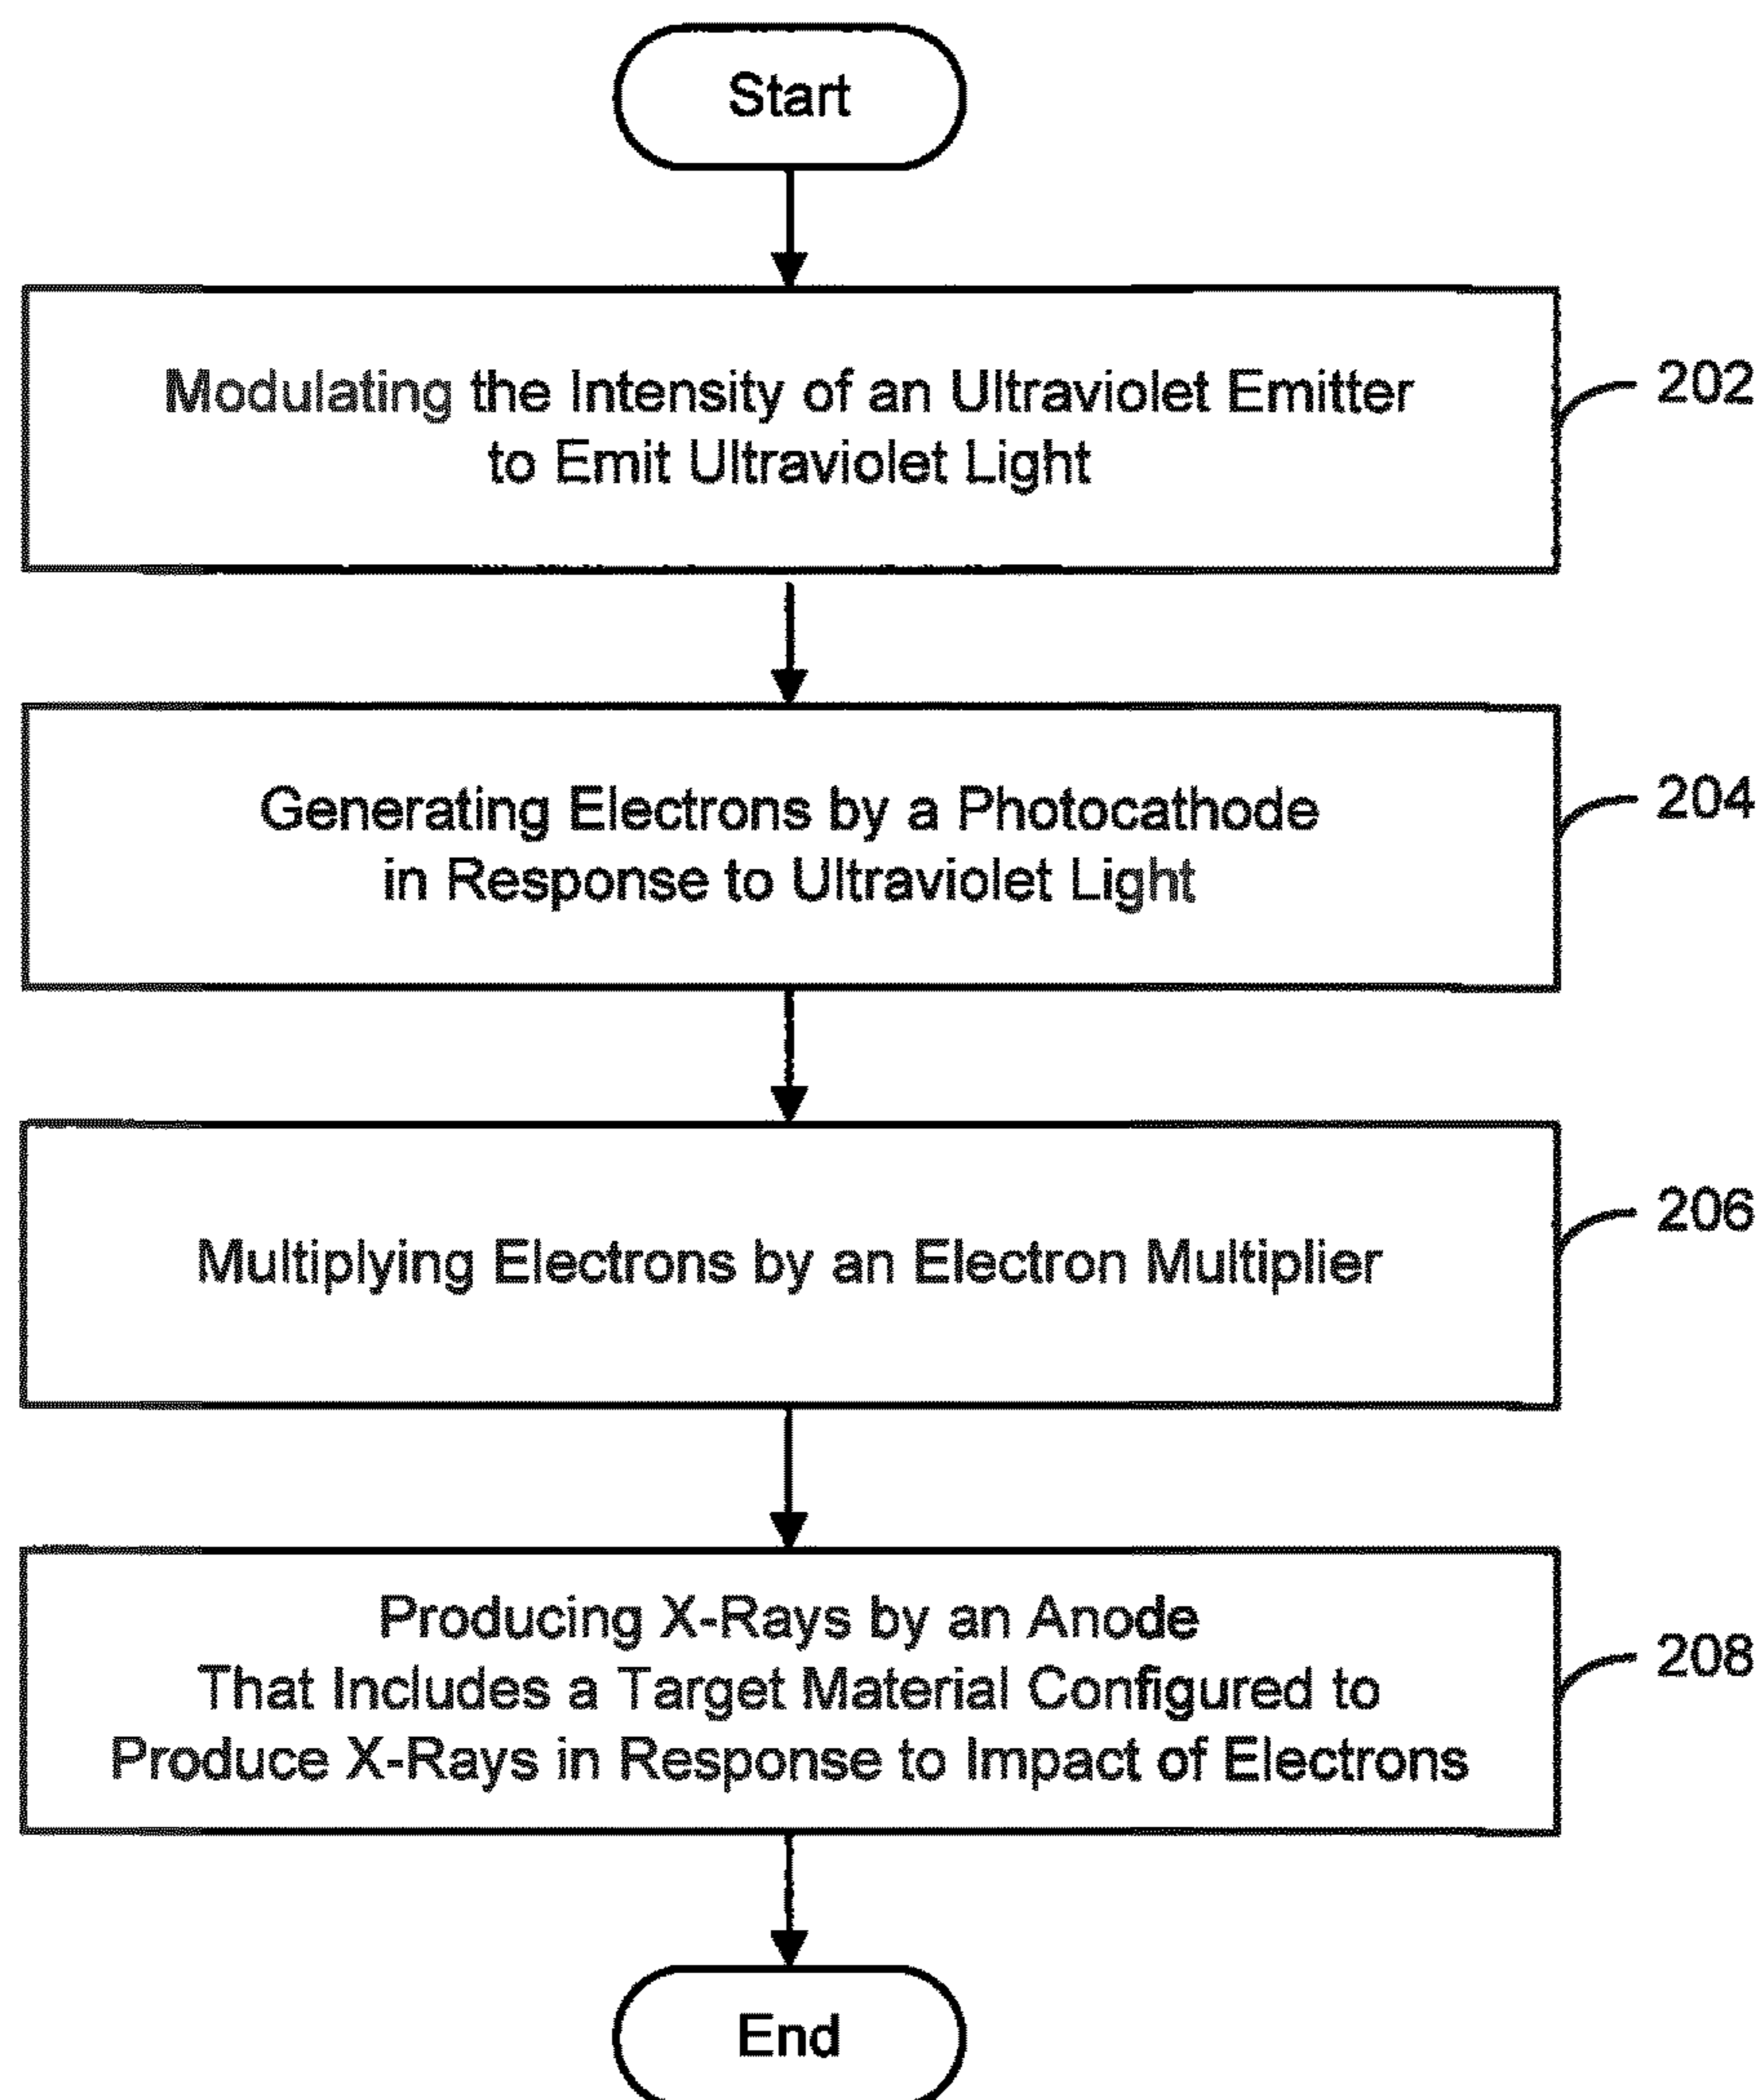 Start
Modulating the Intensity of an Ultraviolet Emitter
to Emit Ultraviolet Light
202
Generating Electrons by a Photocathode
in Response to Ultraviolet Light
204
Multiplying Electrons by an Electron Multiplier
206
Producing X-Rays by an Anode
That Includes a Target Material Configured to
Produce X-Rays in Response to Impact of Electrons
208
End